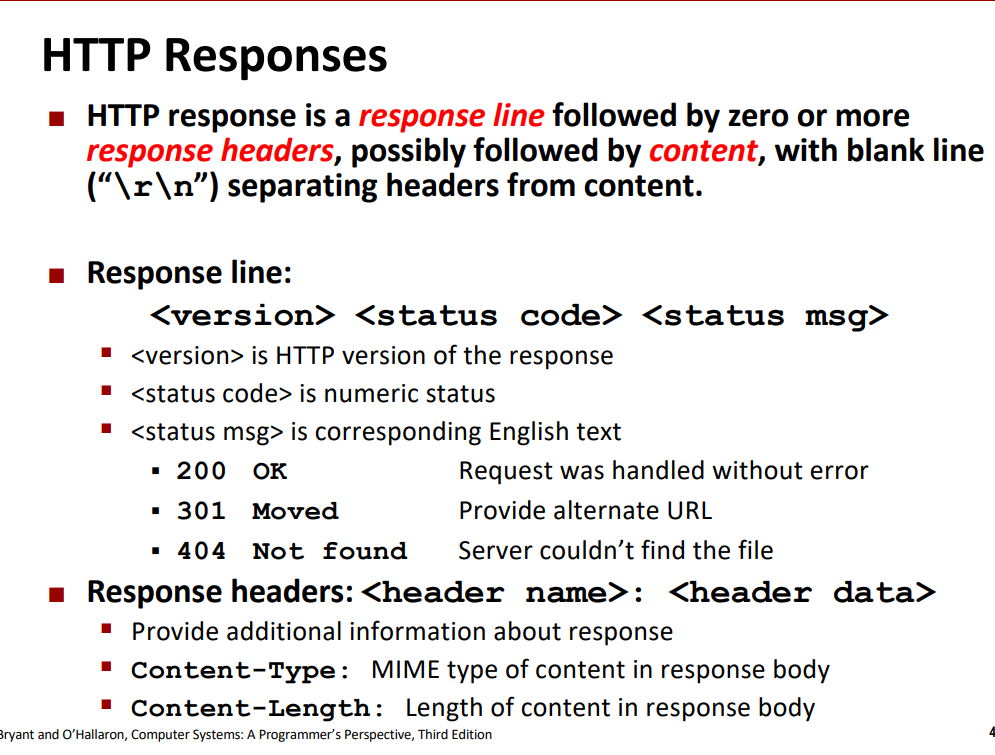 HTTP Responses
■ HTTP response is a response line followed by zero or more
response headers, possibly followed by content, with blank line
(“\r\n”) separating headers from content.
■ Response line:
<version> <status code> <status msg>
▪ <version> is HTTP version of the response
▪ <status code> is numeric status
▪ <status msg> is corresponding English text
▪ 200 OK Request was handled without error
▪ 301 Moved Provide alternate URL
▪ 404 Not found Server couldn’t find the file
■ Response headers: <header name>: <header data>
▪ Provide additional information about response
▪ Content-Type: MIME type of content in response body
▪ Content-Length: Length of content in response body
Bryant and O’Hallaron, Computer Systems: A Programmer’s Perspective, Third Edition